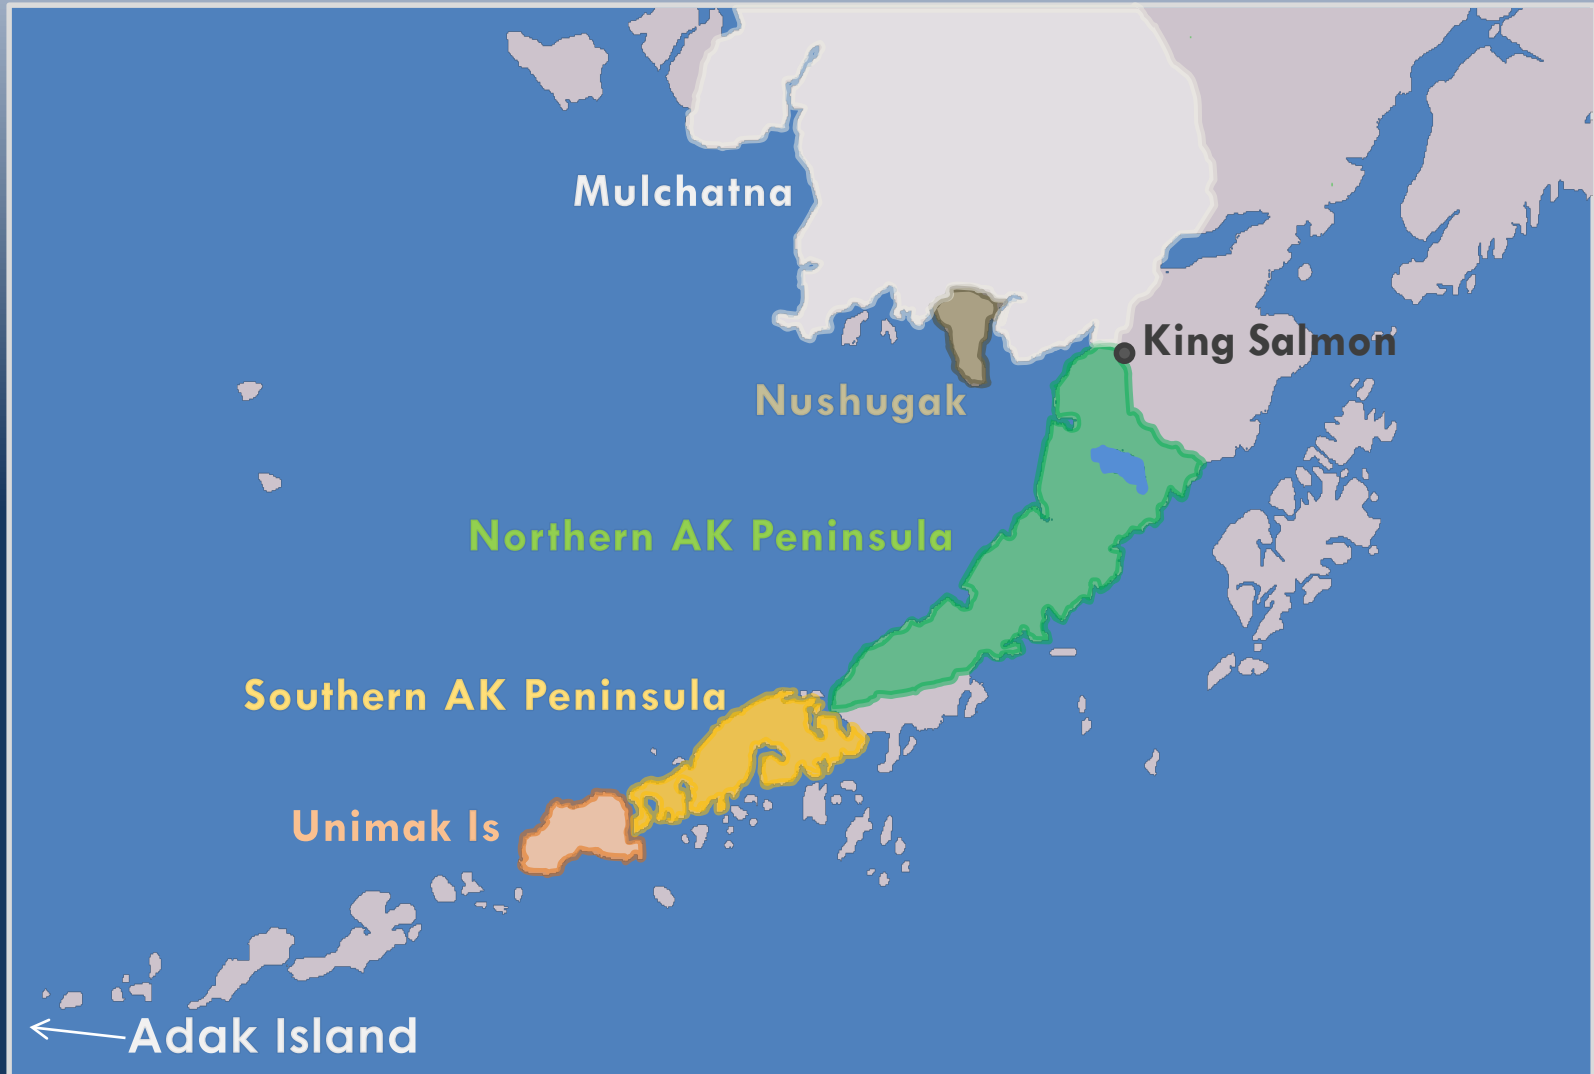 Mulchatna
King Salmon
Nushugak
Northern AK Peninsula
Southern AK Peninsula
Unimak Is
Adak Island